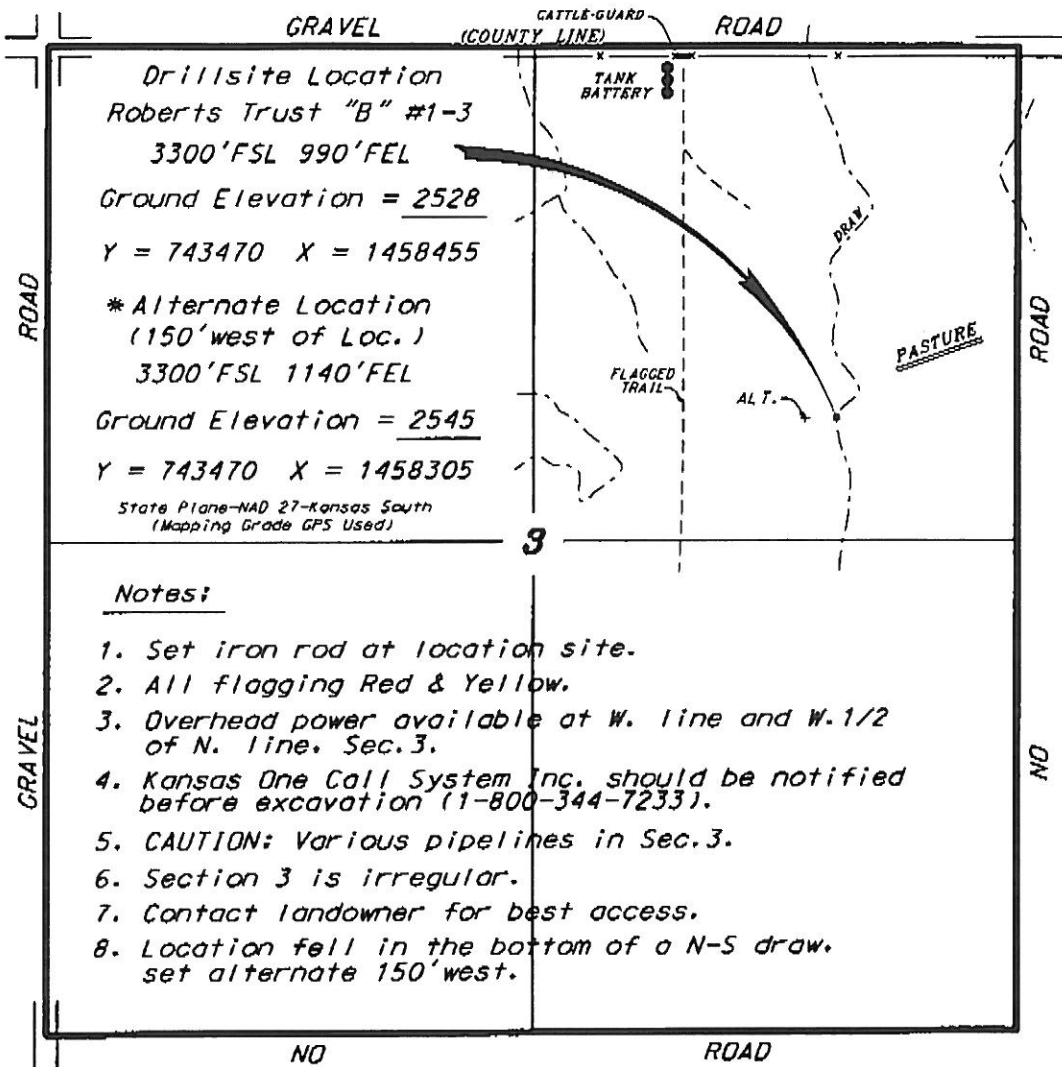 GRAVEL
CATTLE-GUARD
(COUNTY LINE)
ROAD
Drillsite Location
Roberts Trust "B" #1-3
3300'FSL 990'FEL
Ground Elevation = 2528
Y = 743470 X = 1458455
* Alternate Location
(150'west of Loc.)
3300'FSL 1140'FEL
Ground Elevation = 2545
Y = 743470 X = 1458305
State Plane-NAD 27-Kansas South
(Mapping Grade GPS Used)
TANK
BATTERY
DRAW
PASTURE
FLAGGED
TRAIL
ALT.
ROAD
ROAD
3
Notes:
1. Set iron rod at location site.
2. All flagging Red & Yellow.
3. Overhead power available at W. line and W.1/2
of N. line. Sec.3.
4. Kansas One Call System Inc. should be notified
before excavation (1-800-344-7233).
5. CAUTION: Various pipelines in Sec.3.
6. Section 3 is irregular.
7. Contact landowner for best access.
8. Location fell in the bottom of a N-S draw.
set alternate 150'west.
GRAVEL
NO
NO
ROAD